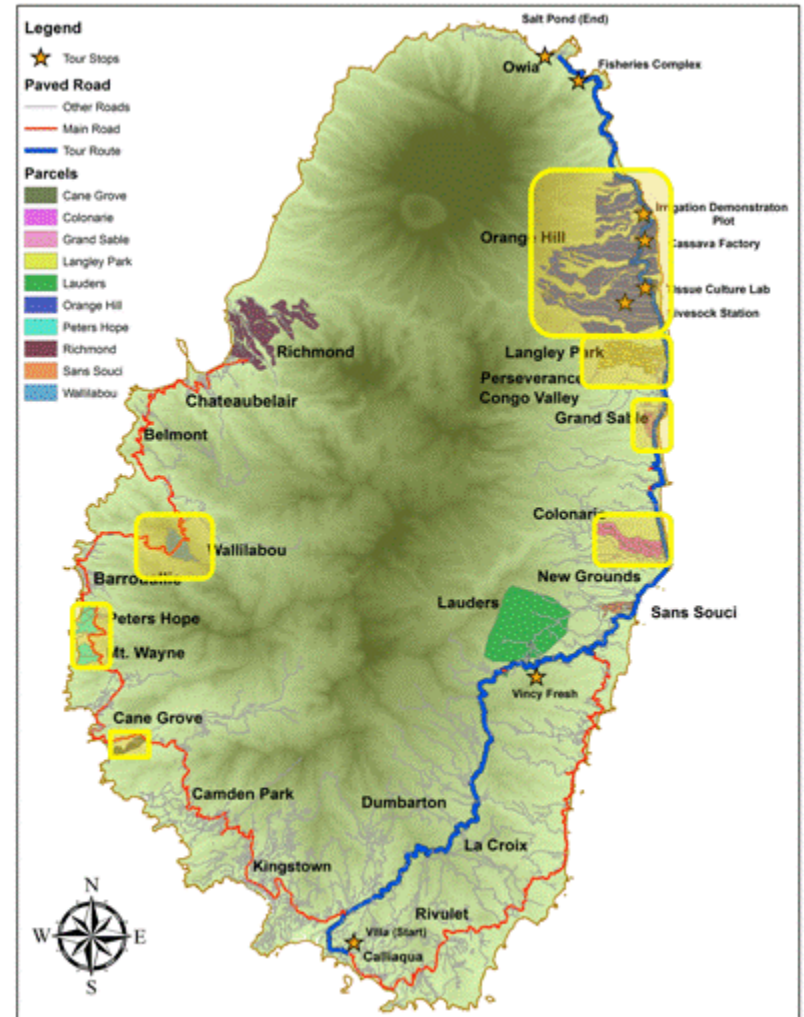 Legend
Tour Stops
Paved Road
Other Roads
Main Road
Tour Route
Parcels
Cane Grove
Colonarie
Grand Sable
Langley Park
Lauders
Orange Hill
Peters Hope
Richmond
Sans Souci
Wallilabou
Salt Pond (End)
Owia
Fisheries Complex
Irrigation Demonstraton
Plot
Orange Hill
Cassava Factory
Tissue Culture Lab
Livesock Station
Richmond
Langley Park
Perseverance
Congo Valley
Chateaubelair
Grand Sable
Belmont
Colonarie
Wallilabou
Barrouallie
New Grounds
Lauders
Sans Souci
Peters Hope
Mt. Wayne
Vincy Fresh
Cane Grove
Camden Park
Dumbarton
La Croix
Kingstown
Rivulet
Villa (Start)
Calliaqua
N
W
E
S